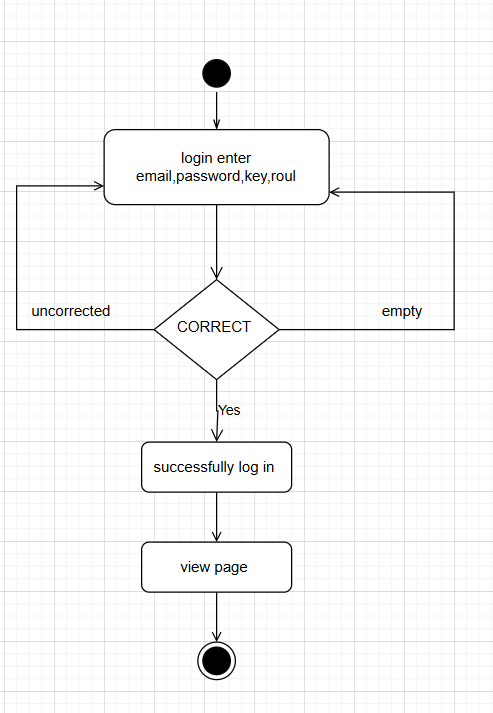 login enter
email,password,key,roul
uncorrected
CORRECT
empty
Yes
successfully log in
view page